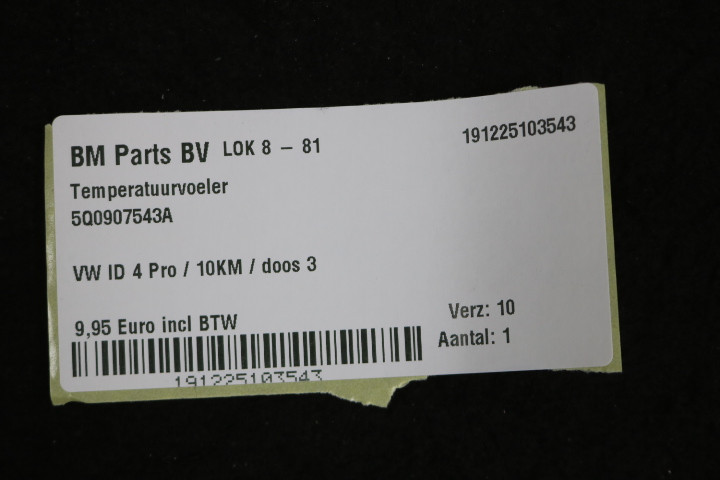 BM Parts BV LOK 8 – 81 191225103543
Temperatuurvoeler
5Q0907543A
VW ID 4 Pro / 10KM / doos 3
9,95 Euro incl BTW Verz: 10
Aantal: 1
191225103543